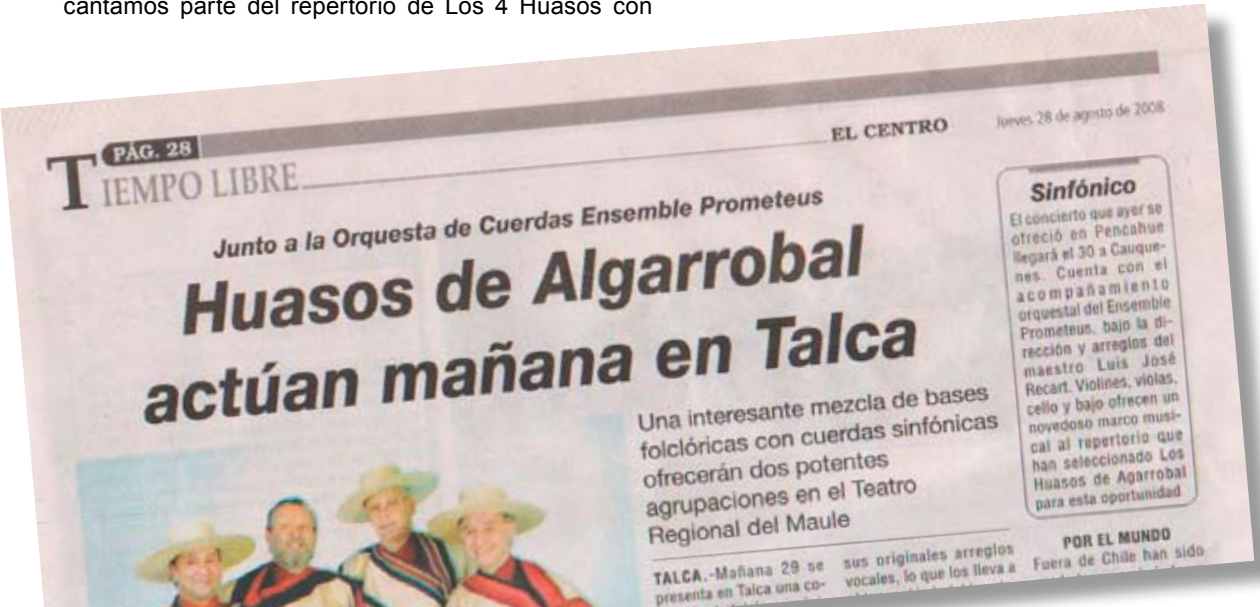 cantamos parte del repertorio de Los 4 Huasos con
PÁG. 28
TIEMPO LIBRE
EL CENTRO
Jueves 28 de agosto de 2008
Junto a la Orquesta de Cuerdas Ensemble Prometeus
Huasos de Algarrobal
actúan mañana en Talca
Una interesante mezcla de bases
folclóricas con cuerdas sinfónicas
ofrecerán dos potentes
agrupaciones en el Teatro
Regional del Maule
TALCA.-Mañana 29 se
presenta en Talca una co-
sus originales arreglos
vocales, lo que los lleva a
Sinfónico
El concierto que ayer se
ofreció en Pencahue
llegará el 30 a Cauque-
nes. Cuenta con el
acompañamiento
orquestal del Ensemble
Prometeus, bajo la di-
rección y arreglos del
maestro Luis José
Recart. Violines, violas,
cello y bajo ofrecen un
novedoso marco musi-
cal al repertorio que
han seleccionado Los
Huasos de Agarrobal
para esta oportunidad
POR EL MUNDO
Fuera de Chile han sido